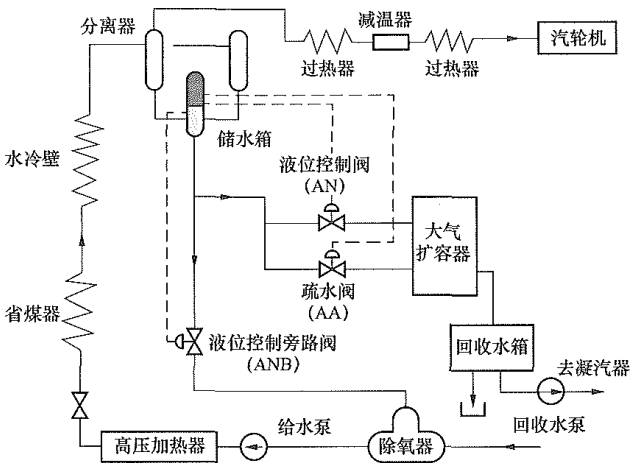 分离器
减温器
汽轮机
过热器
过热器
储水箱
水冷壁
液位控制阀
(AN)
大气
扩容器
疏水阀
(AA)
省煤器
液位控制旁路阀
(ANB)
回收水箱
去凝汽器
给水泵
回收水泵
高压加热器
除氧器